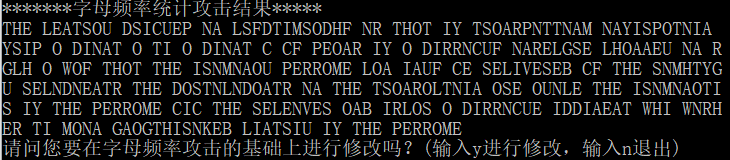 *******字母频率统计攻击结果*****
THE LEATSOU DSICUEP NA LSFDTIMSODHF NR THOT IY TSOARPNTTNAM NAYISPOTNIA
YSIP O DINAT O TI O DINAT C CF PEOAR IY O DIRRNCUF NARELGSE LHOAAEU NA R
GLH O WOF THOT THE ISNMNAOU PERROME LOA IAUF CE SELIVESEB CF THE SNMHTYG
U SELNDNEATR THE DOSTNLNDOATR NA THE TSOAROLTNIA OSE OUNLE THE ISNMNAOTI
S IY THE PERROME CIC THE SELENVES OAB IRLOS O DIRRNCUE IDDIAEAT WHI WNRH
ER TI MONA GAOGTHISNKEB LIATSIU IY THE PERROME
请问您要在字母频率攻击的基础上进行修改吗？(输入y进行修改，输入n退出)